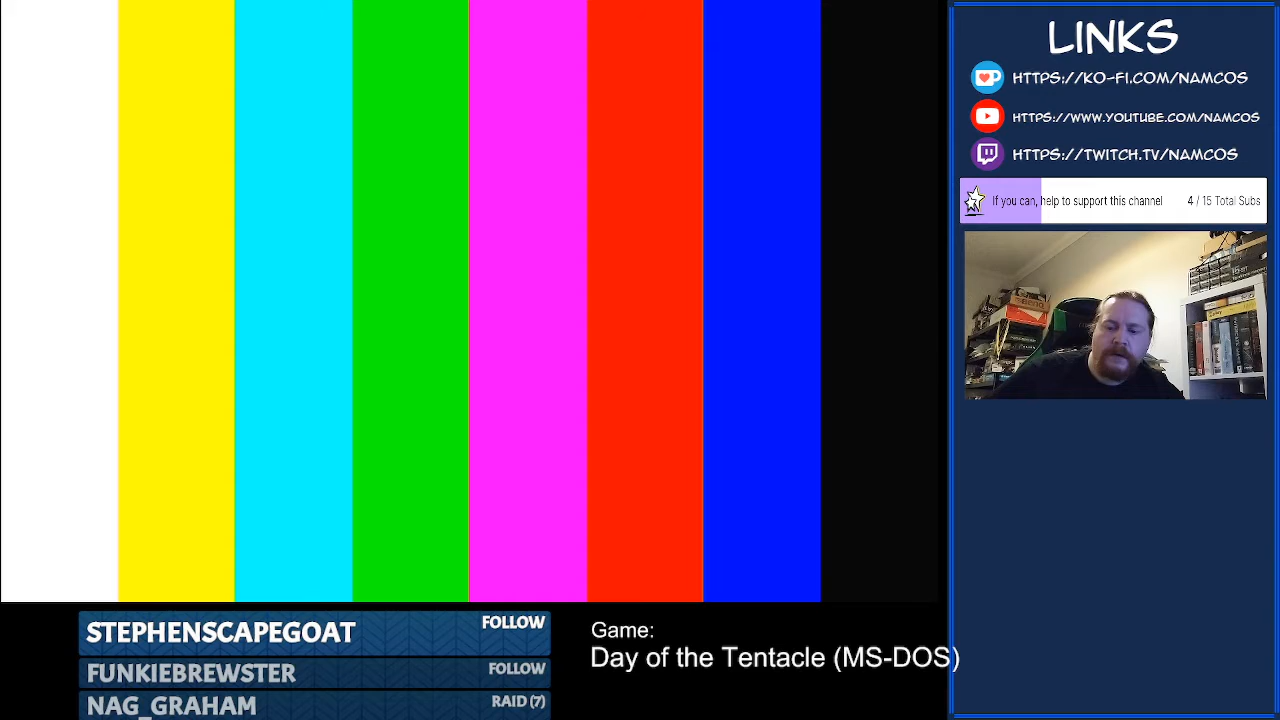 LINKS
HTTPS://KO-FI.COM/NAMCOS
HTTPS://WWW.YOUTUBE.COM/NAMCOS
HTTPS://TWITCH.TV/NAMCOS
If you can, help to support this channel 4 / 15 Total Subs
STEPHENSCAPEGOAT FOLLOW
FUNKIEBREWSTER FOLLOW
NAG_GRAHAM RAID (7)
Game:
Day of the Tentacle (MS-DOS)